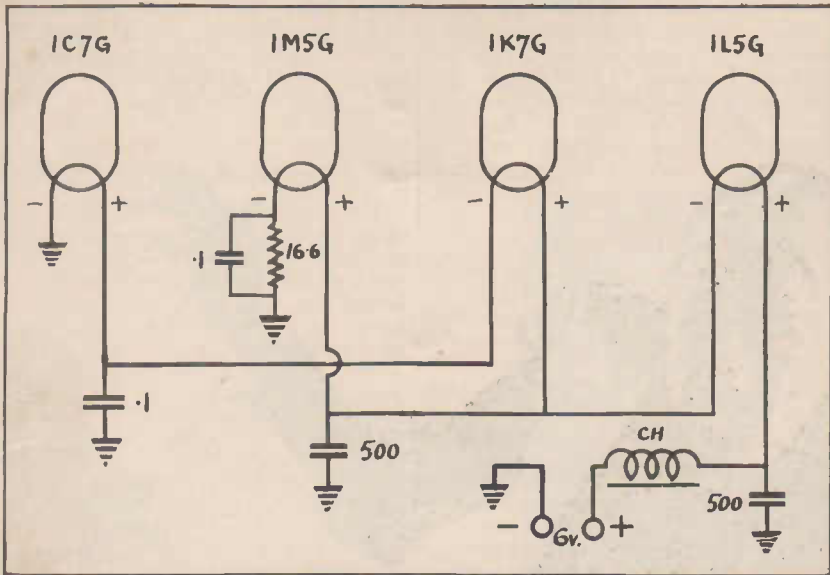 1C7G 1M5G 1K7G 1L5G
- + - + - + - +
.1 16.6
.1
500 CH
500
- 6v. +